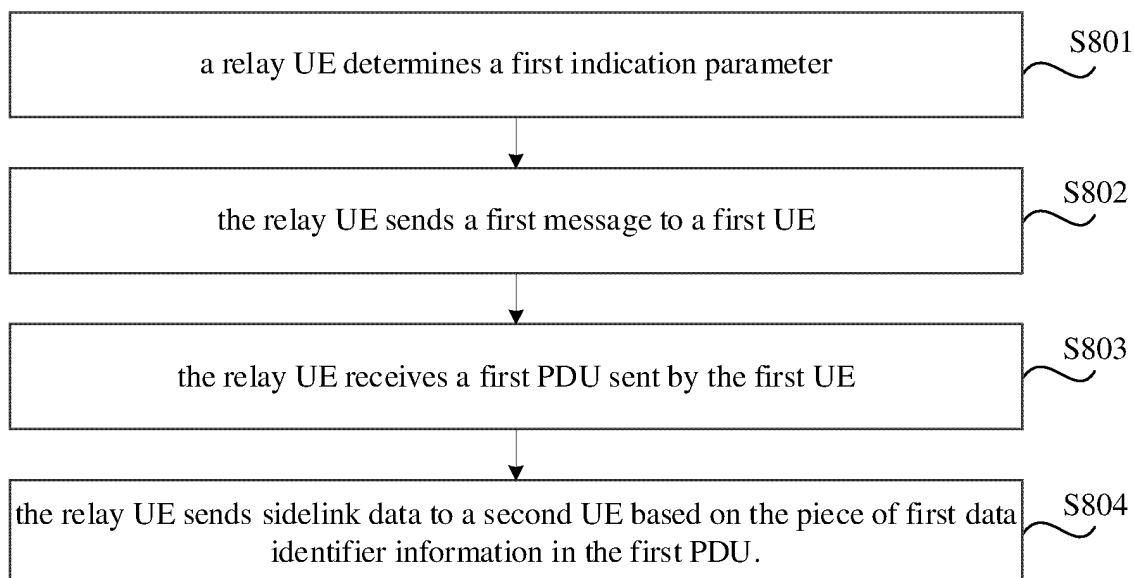 a relay UE determines a first indication parameter
S801
the relay UE sends a first message to a first UE
S802
the relay UE receives a first PDU sent by the first UE
S803
the relay UE sends sidelink data to a second UE based on the piece of first data
identifier information in the first PDU.
S804